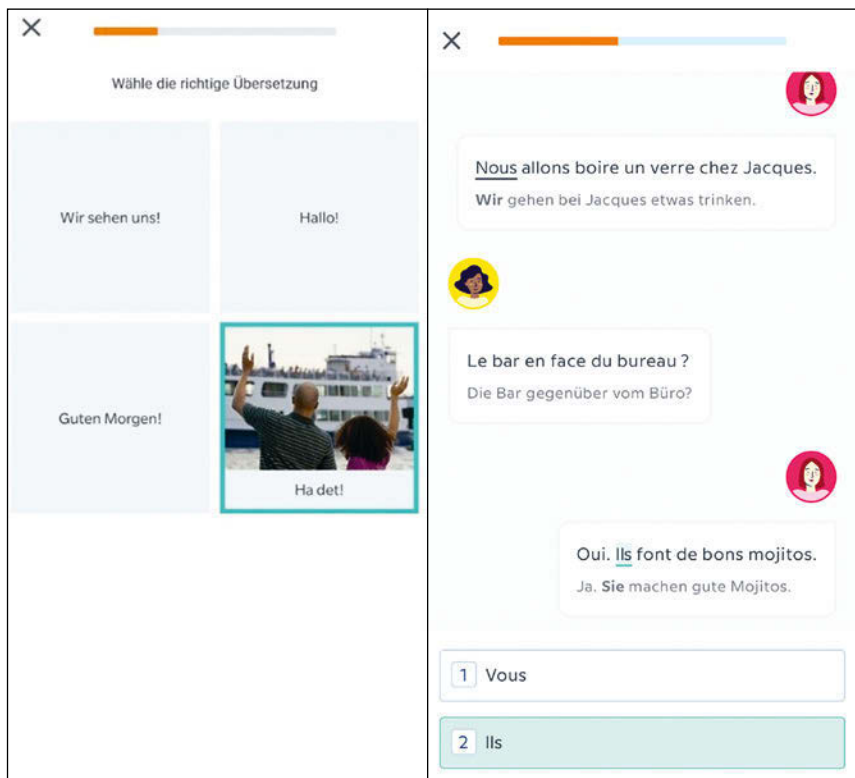 Wähle die richtige Übersetzung
Wir sehen uns!
Hallo!
Guten Morgen!
Ha det!
Nous allons boire un verre chez Jacques.
Wir gehen bei Jacques etwas trinken.
Le bar en face du bureau ?
Die Bar gegenüber vom Büro?
Oui. Ils font de bons mojitos.
Ja. Sie machen gute Mojitos.
1 Vous
2 Ils